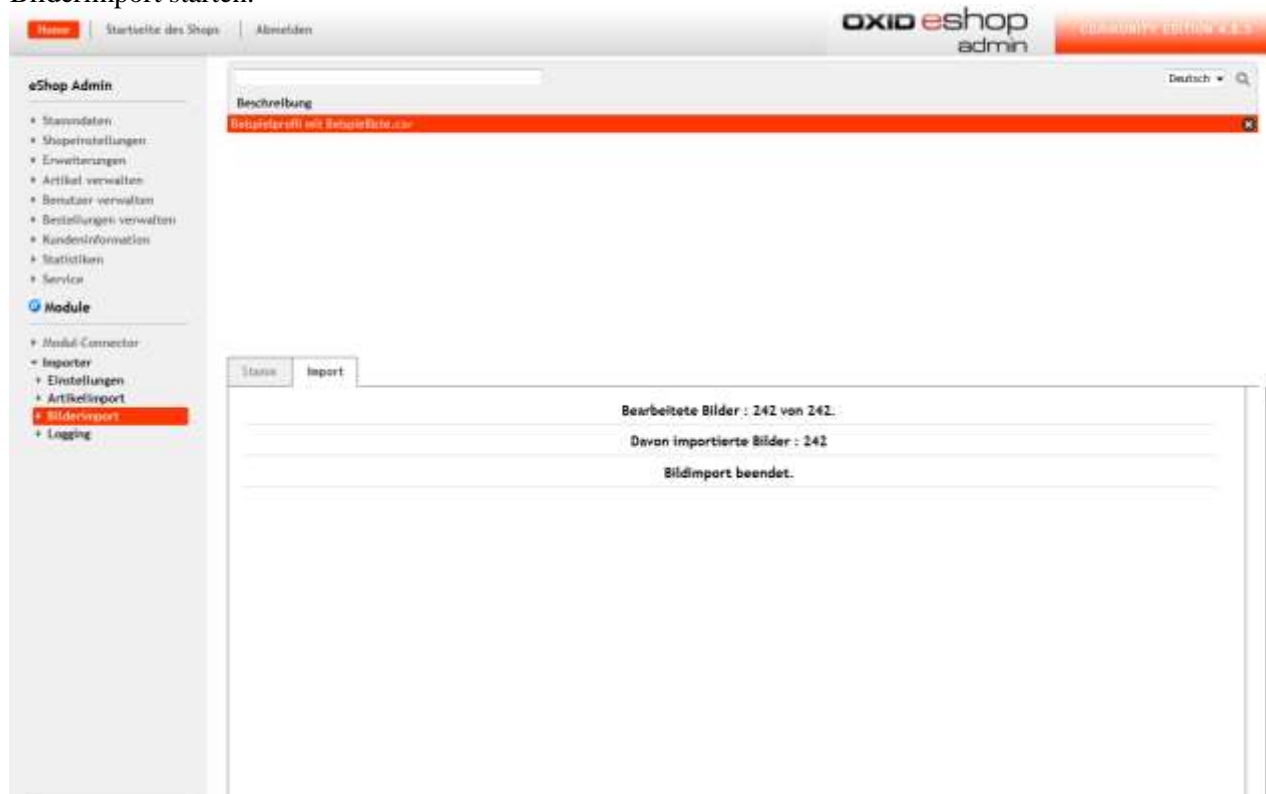 Bilderimport starten.
Home | Startseite des Shops | Abmelden
OXID eshop
admin
COMMUNITY EDITION
eShop Admin
Deutsch
Beschreibung
Beispielprofil mit Beispielliste.csv
Stammdaten
Shopeinstellungen
Erweiterungen
Artikel verwalten
Benutzer verwalten
Bestellungen verwalten
Kundeninformation
Statistiken
Service
Module
Modul-Connector
Importer
Einstellungen
Artikelimport
Bilderimport
Logging
Stamm Import
Bearbeitete Bilder : 242 von 242.
Davon importierte Bilder : 242
Bildimport beendet.